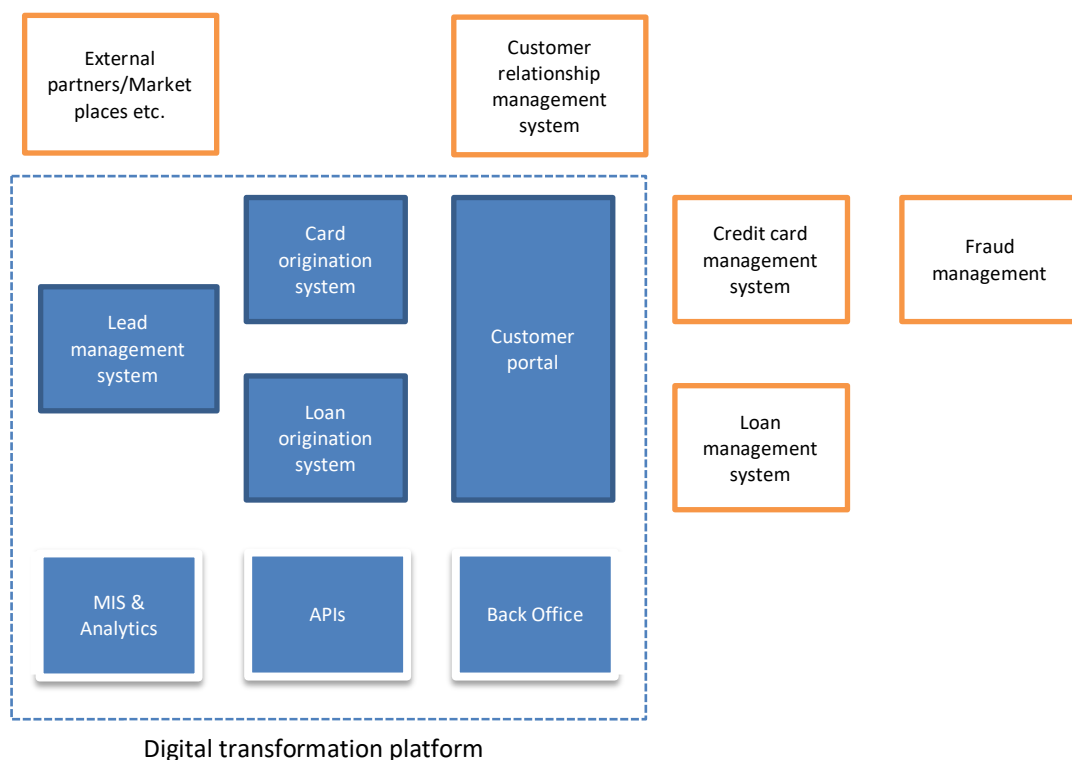 External
partners/Market
places etc.
Customer
relationship
management
system
Card
origination
system
Credit card
management
system
Fraud
management
Lead
management
system
Customer
portal
Loan
origination
system
Loan
management
system
MIS &
Analytics
APIs
Back Office
Digital transformation platform